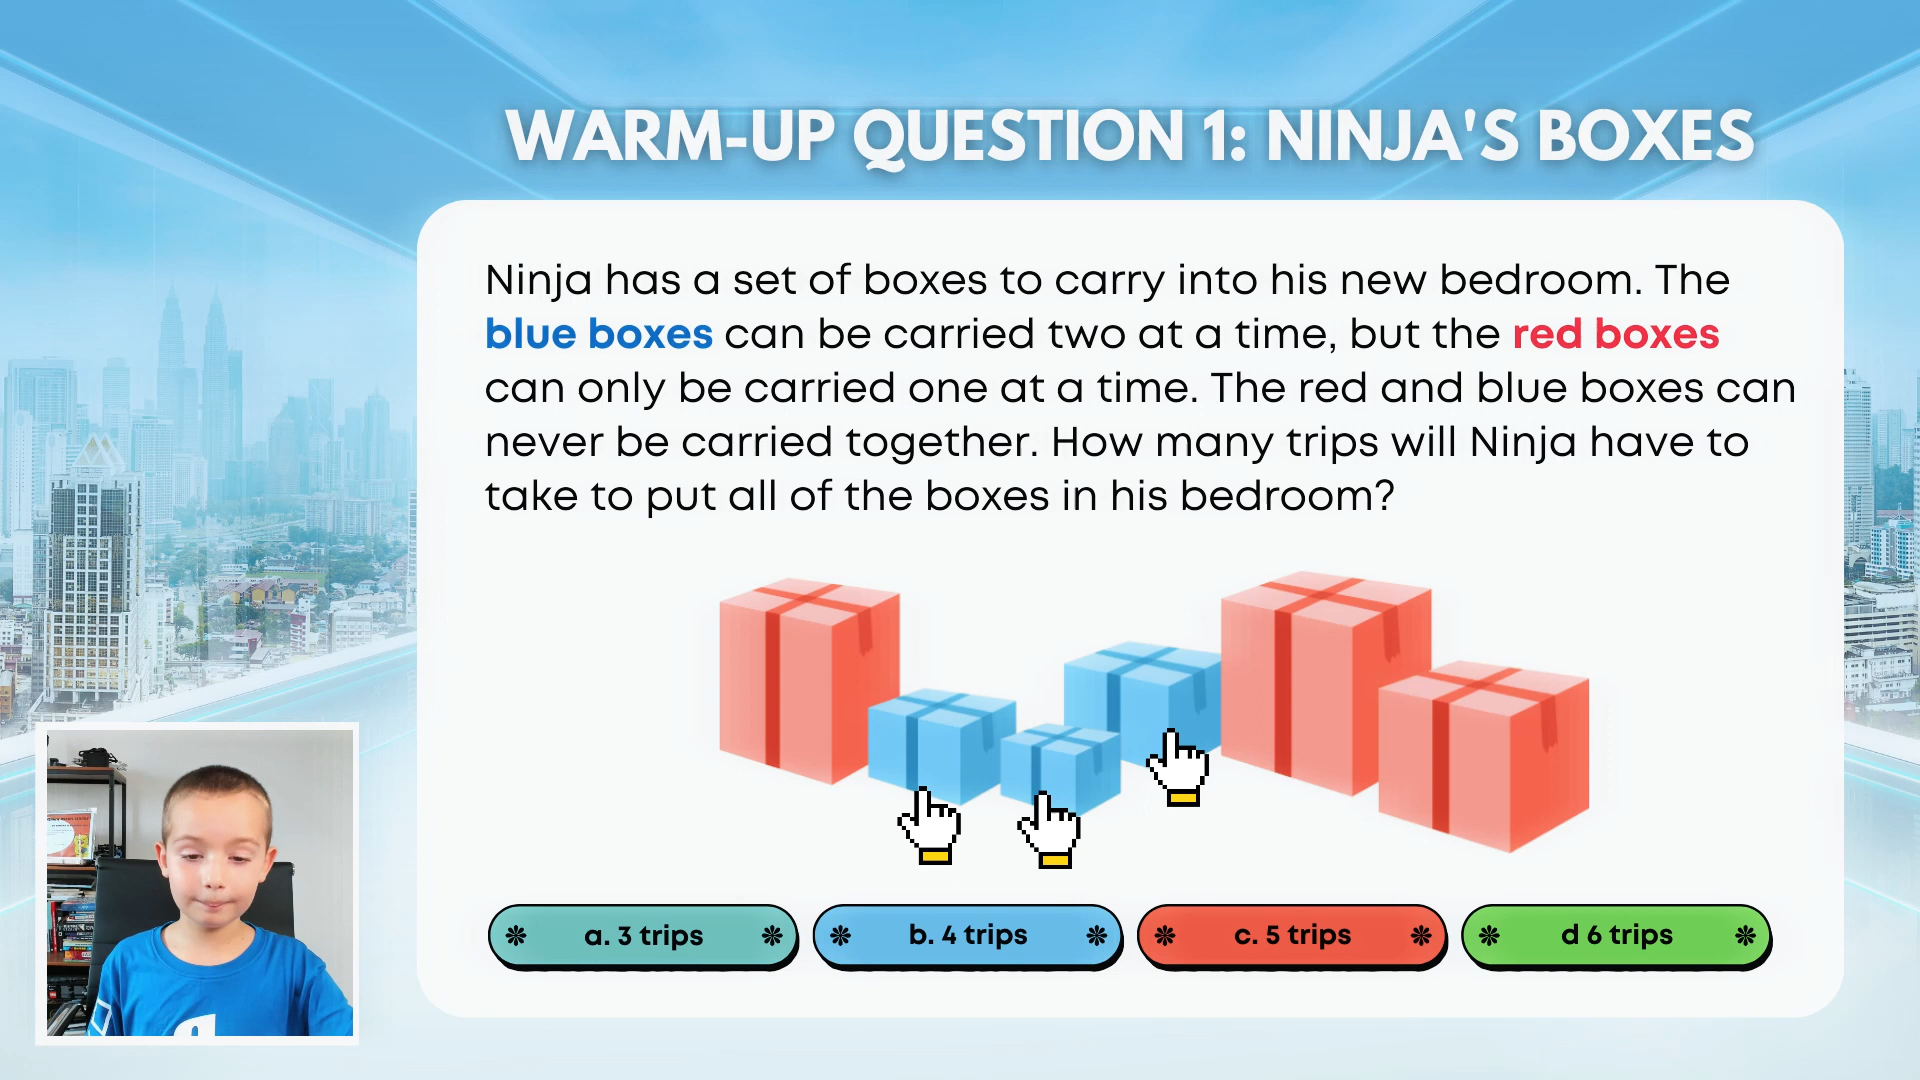 WARM-UP QUESTION 1: NINJA'S BOXES
Ninja has a set of boxes to carry into his new bedroom. The
blue boxes can be carried two at a time, but the red boxes
can only be carried one at a time. The red and blue boxes can
never be carried together. How many trips will Ninja have to
take to put all of the boxes in his bedroom?
a. 3 trips
b. 4 trips
c. 5 trips
d 6 trips